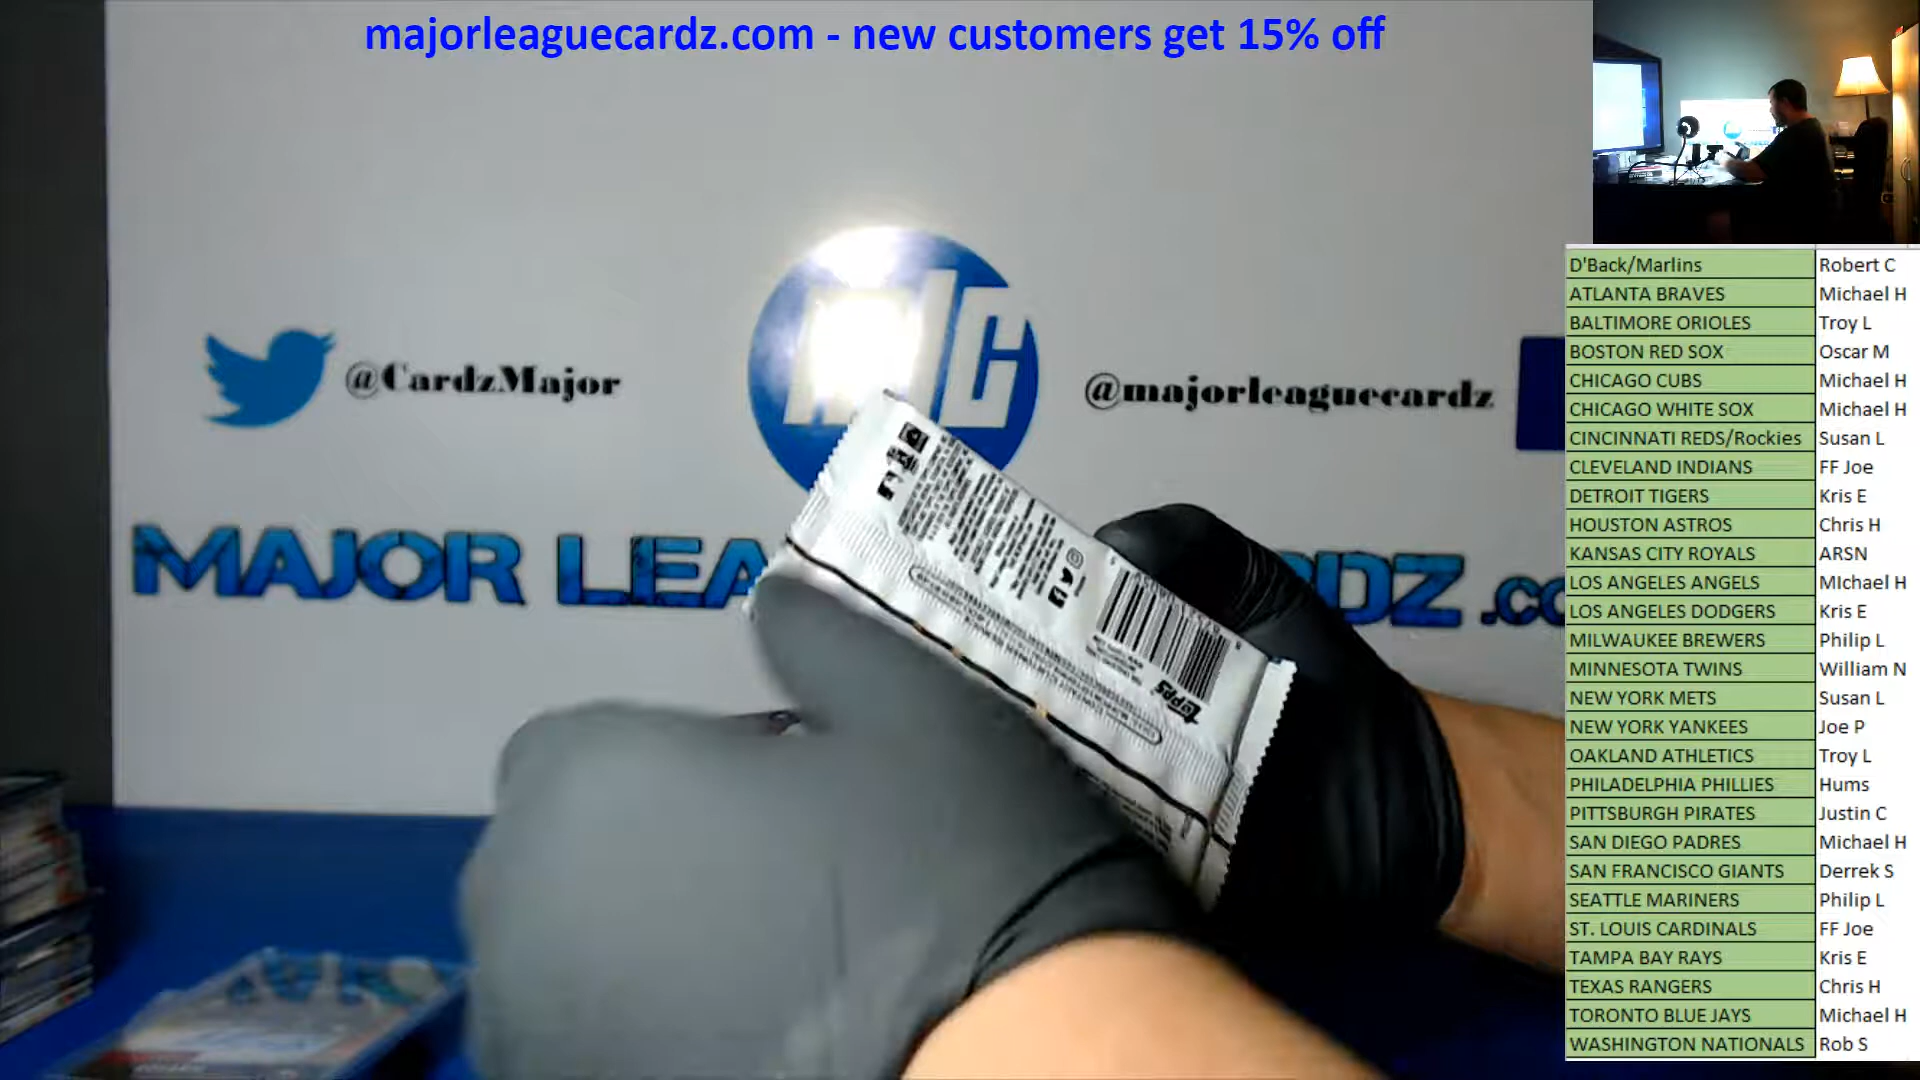 majorleaguecardz.com - new customers get 15% off
@CardzMajor
@majorleaguecardz
MAJOR
.co
topps
D'Back/Marlins Robert C
ATLANTA BRAVES Michael H
BALTIMORE ORIOLES Troy L
BOSTON RED SOX Oscar M
CHICAGO CUBS Michael H
CHICAGO WHITE SOX Michael H
CINCINNATI REDS/Rockies Susan L
CLEVELAND INDIANS FF Joe
DETROIT TIGERS Kris E
HOUSTON ASTROS Chris H
KANSAS CITY ROYALS ARSN
LOS ANGELES ANGELS MIchael H
LOS ANGELES DODGERS Kris E
MILWAUKEE BREWERS Philip L
MINNESOTA TWINS William N
NEW YORK METS Susan L
NEW YORK YANKEES Joe P
OAKLAND ATHLETICS Troy L
PHILADELPHIA PHILLIES Hums
PITTSBURGH PIRATES Justin C
SAN DIEGO PADRES Michael H
SAN FRANCISCO GIANTS Derrek S
SEATTLE MARINERS Philip L
ST. LOUIS CARDINALS FF Joe
TAMPA BAY RAYS Kris E
TEXAS RANGERS Chris H
TORONTO BLUE JAYS Michael H
WASHINGTON NATIONALS Rob S